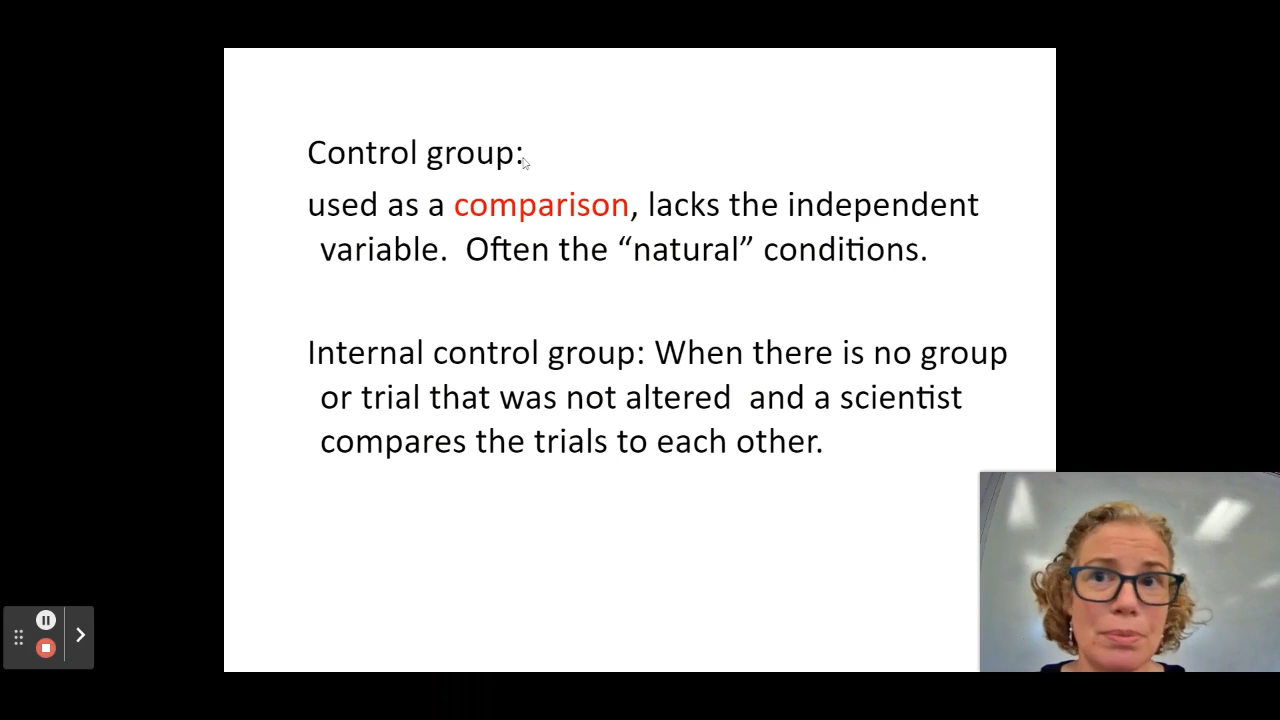 Control group:
used as a comparison, lacks the independent
variable.  Often the “natural” conditions.
Internal control group: When there is no group
or trial that was not altered  and a scientist
compares the trials to each other.